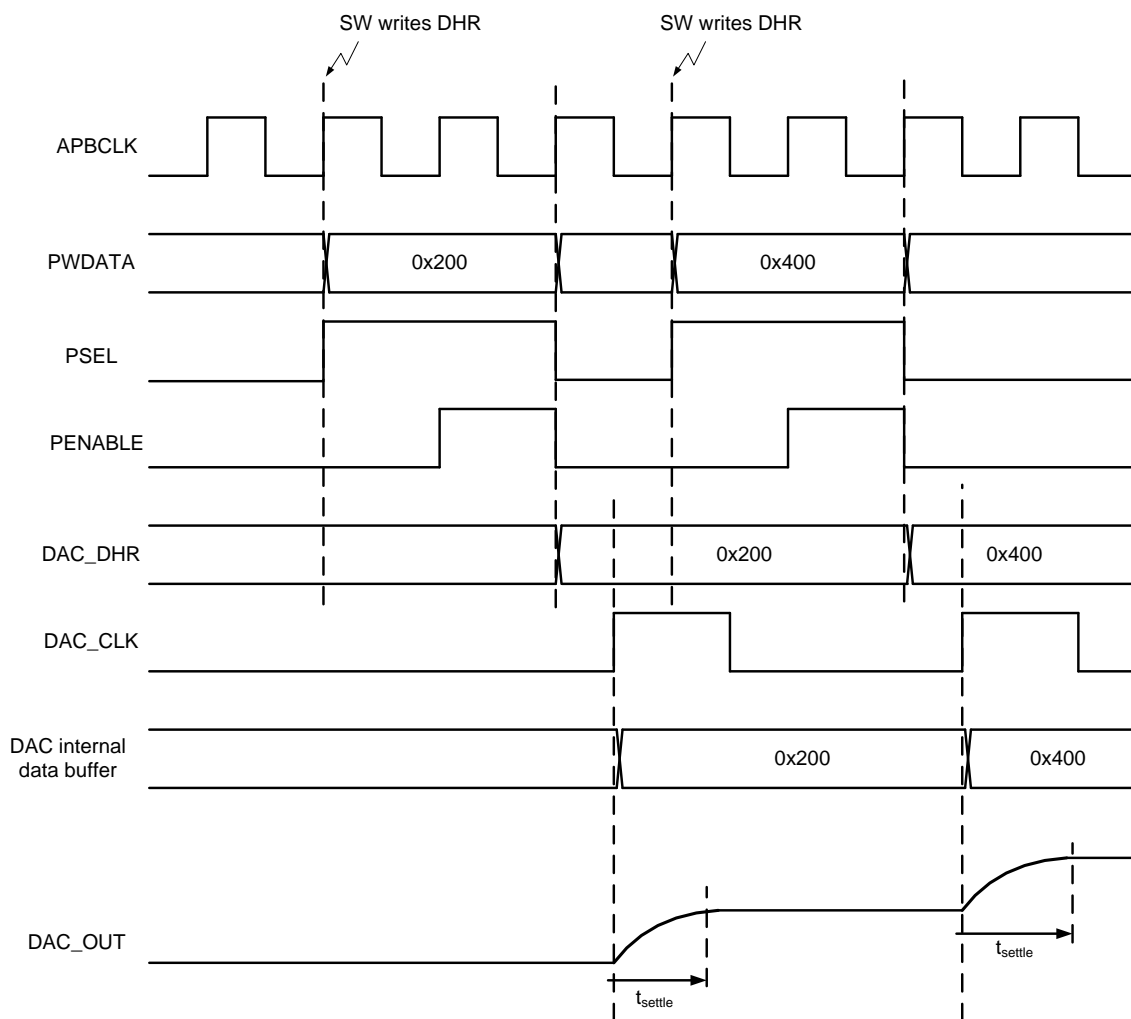 SW writes DHR
SW writes DHR
APBCLK
PWDATA
0x200
0x400
PSEL
PENABLE
DAC_DHR
0x200
0x400
DAC_CLK
DAC internal
data buffer
0x200
0x400
DAC_OUT
tsettle
tsettle